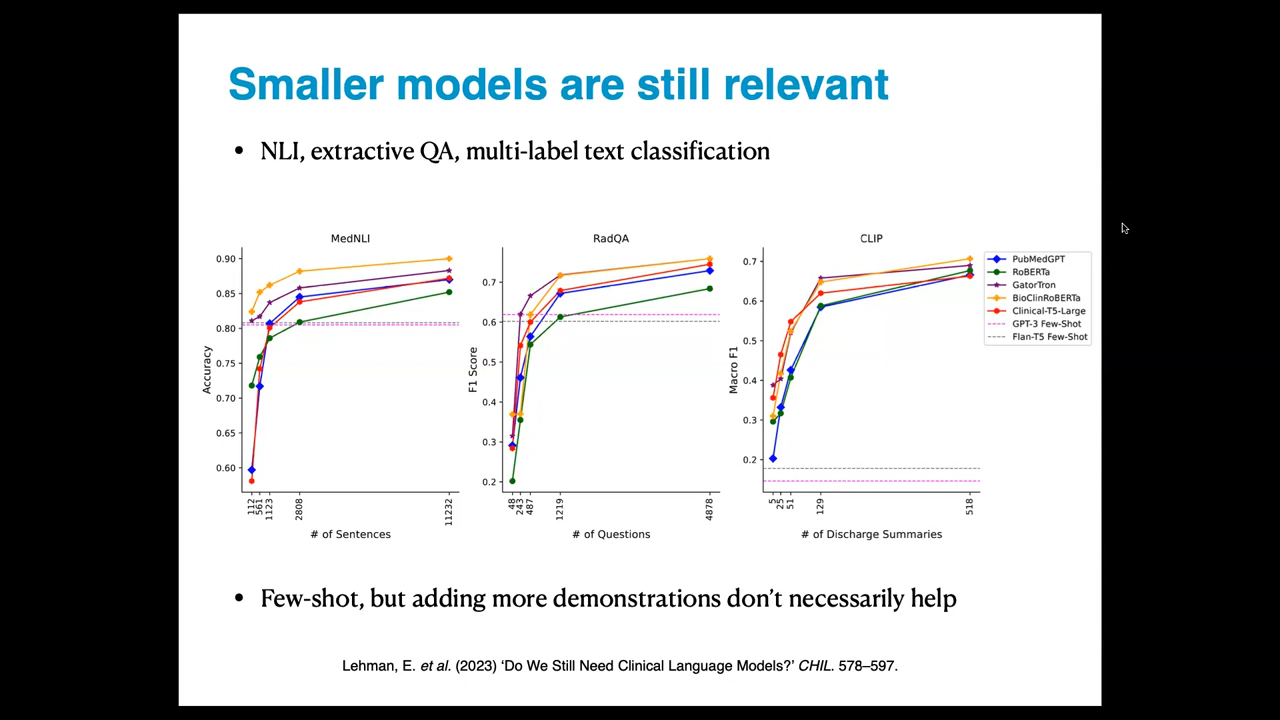 Smaller models are still relevant
• NLI, extractive QA, multi-label text classification
MedNLI
Accuracy
0.90
0.85
0.80
0.75
0.70
0.65
0.60
112
561
1123
2808
11232
# of Sentences
RadQA
F1 Score
0.7
0.6
0.5
0.4
0.3
0.2
48
243
487
1219
4878
# of Questions
CLIP
Macro F1
0.7
0.6
0.5
0.4
0.3
0.2
5
25
51
129
518
# of Discharge Summaries
PubMedGPT
RoBERTa
GatorTron
BioClinRoBERTa
Clinical-T5-Large
GPT-3 Few-Shot
Flan-T5 Few-Shot
• Few-shot, but adding more demonstrations don’t necessarily help
Lehman, E. et al. (2023) ‘Do We Still Need Clinical Language Models?’ CHIL. 578–597.